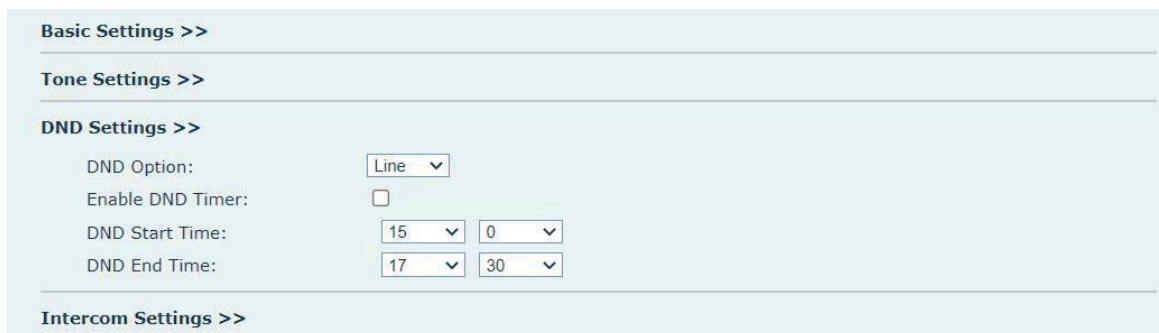 Basic Settings >>
Tone Settings >>
DND Settings >>
DND Option: Line
Enable DND Timer:
DND Start Time: 15 0
DND End Time: 17 30
Intercom Settings >>